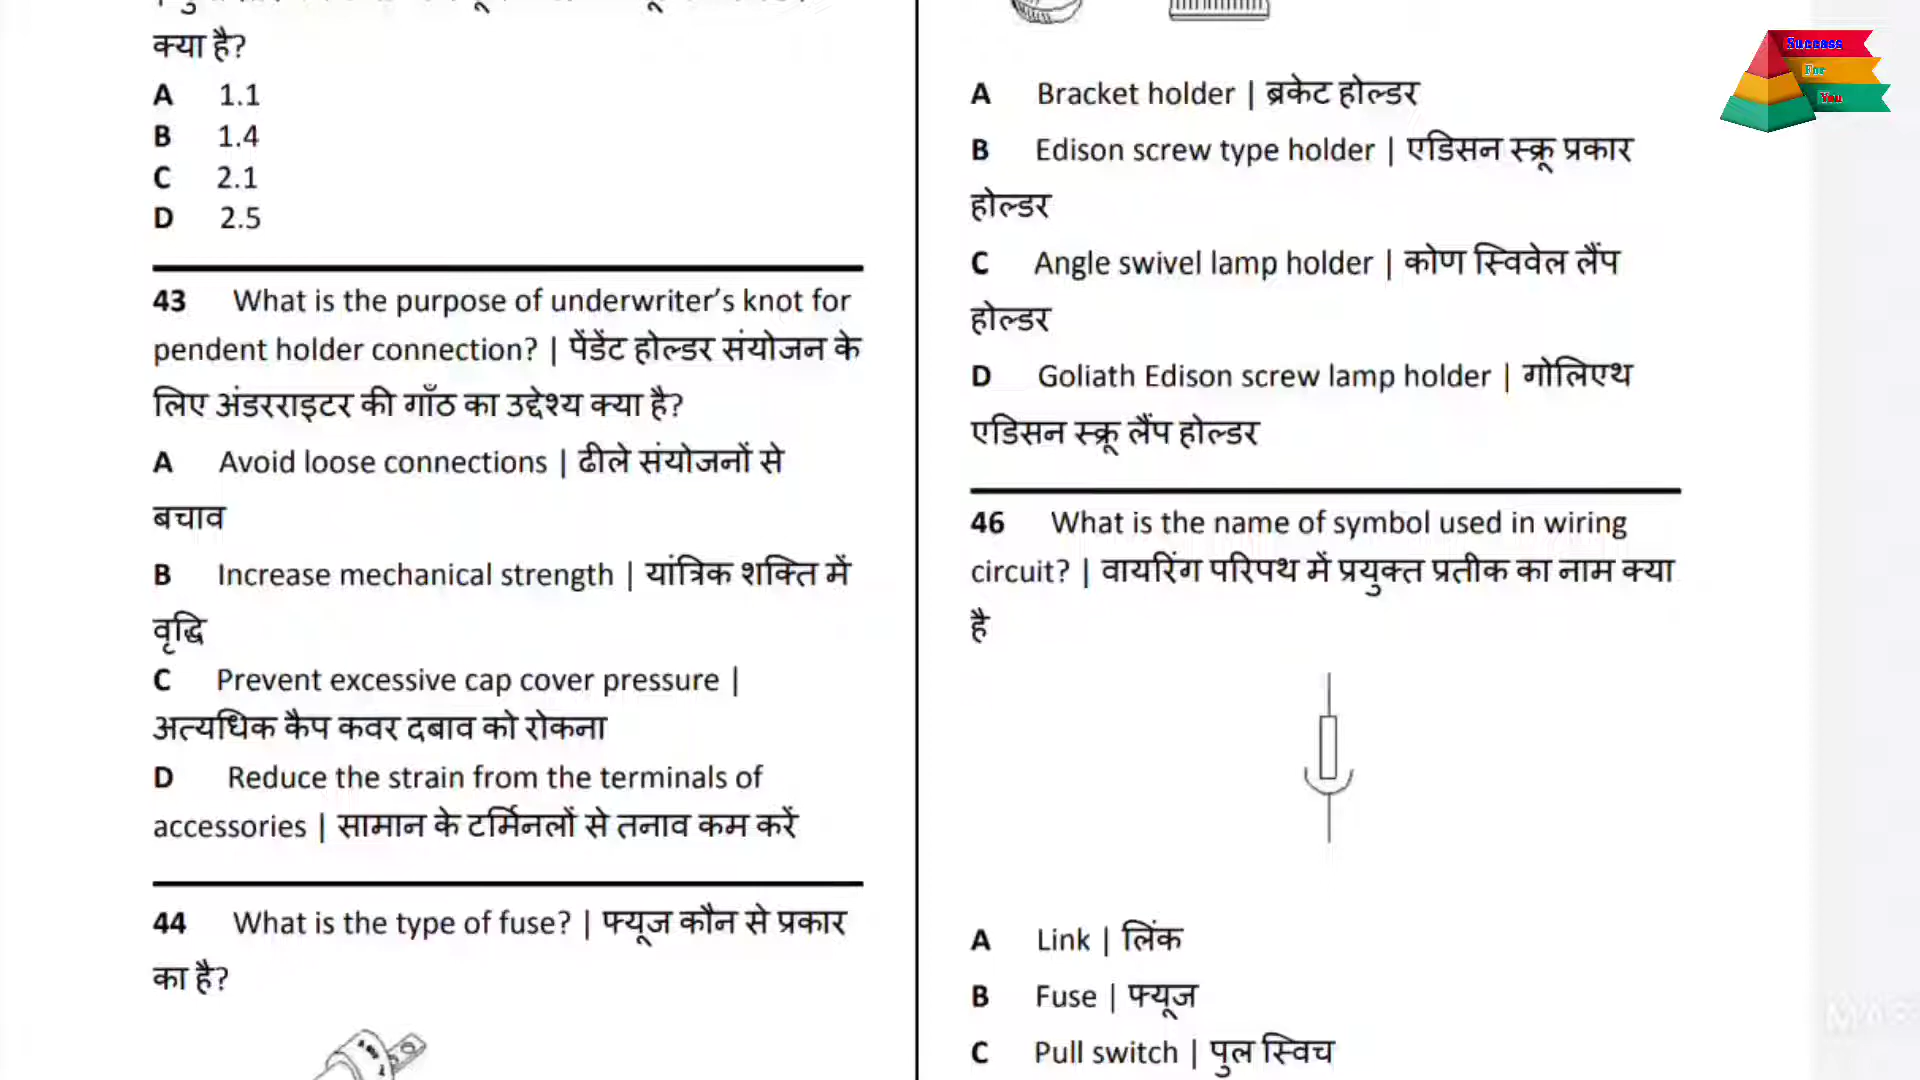 क्या है?
A 1.1
B 1.4
C 2.1
D 2.5
43 What is the purpose of underwriter’s knot for
pendent holder connection? | पेंडेंट होल्डर संयोजन के
लिए अंडरराइटर की गाँठ का उद्देश्य क्या है?
A Avoid loose connections | ढीले संयोजनों से
बचाव
B Increase mechanical strength | यांत्रिक शक्ति में
वृद्धि
C Prevent excessive cap cover pressure |
अत्यधिक कैप कवर दबाव को रोकना
D Reduce the strain from the terminals of
accessories | सामान के टर्मिनलों से तनाव कम करें
44 What is the type of fuse? | फ्यूज कौन से प्रकार
का है?
A Bracket holder | ब्रकेट होल्डर
B Edison screw type holder | एडिसन स्क्रू प्रकार
होल्डर
C Angle swivel lamp holder | कोण स्विवेल लैंप
होल्डर
D Goliath Edison screw lamp holder | गोलिएथ
एडिसन स्क्रू लैंप होल्डर
46 What is the name of symbol used in wiring
circuit? | वायरिंग परिपथ में प्रयुक्त प्रतीक का नाम क्या
है
A Link | लिंक
B Fuse | फ्यूज
C Pull switch | पुल स्विच
Success
For
You